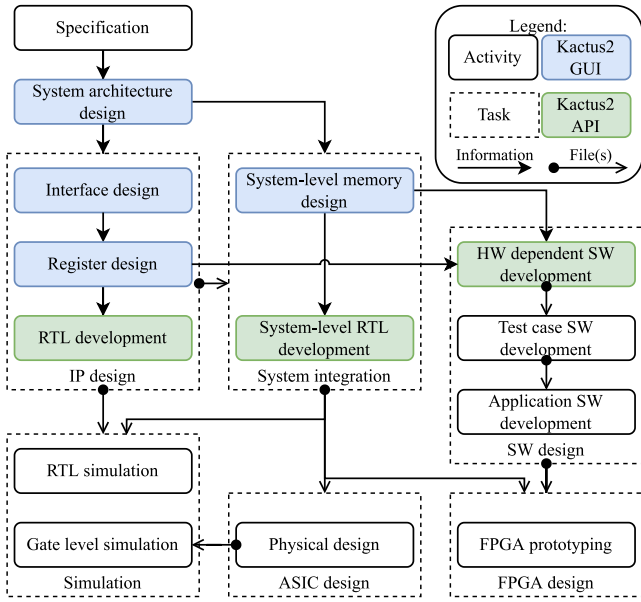 Specification
Legend:
Activity
Kactus2
GUI
Task
Kactus2
API
Information
File(s)
System architecture
design
Interface design
System-level memory
design
Register design
HW dependent SW
development
RTL development
System-level RTL
development
Test case SW
development
IP design
System integration
Application SW
development
SW design
RTL simulation
Gate level simulation
Physical design
FPGA prototyping
Simulation
ASIC design
FPGA design